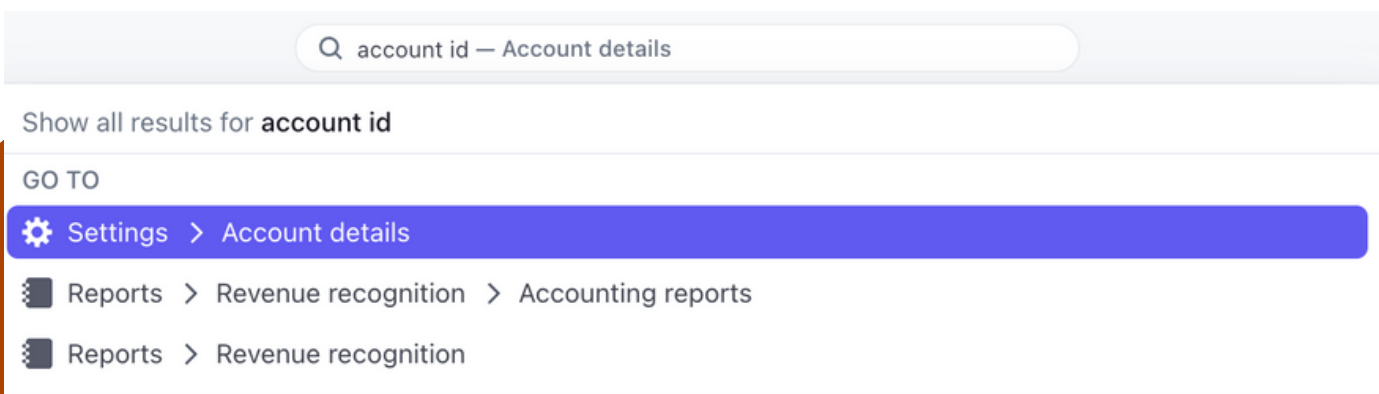 account id — Account details
Show all results for account id
GO TO
Settings > Account details
Reports > Revenue recognition > Accounting reports
Reports > Revenue recognition